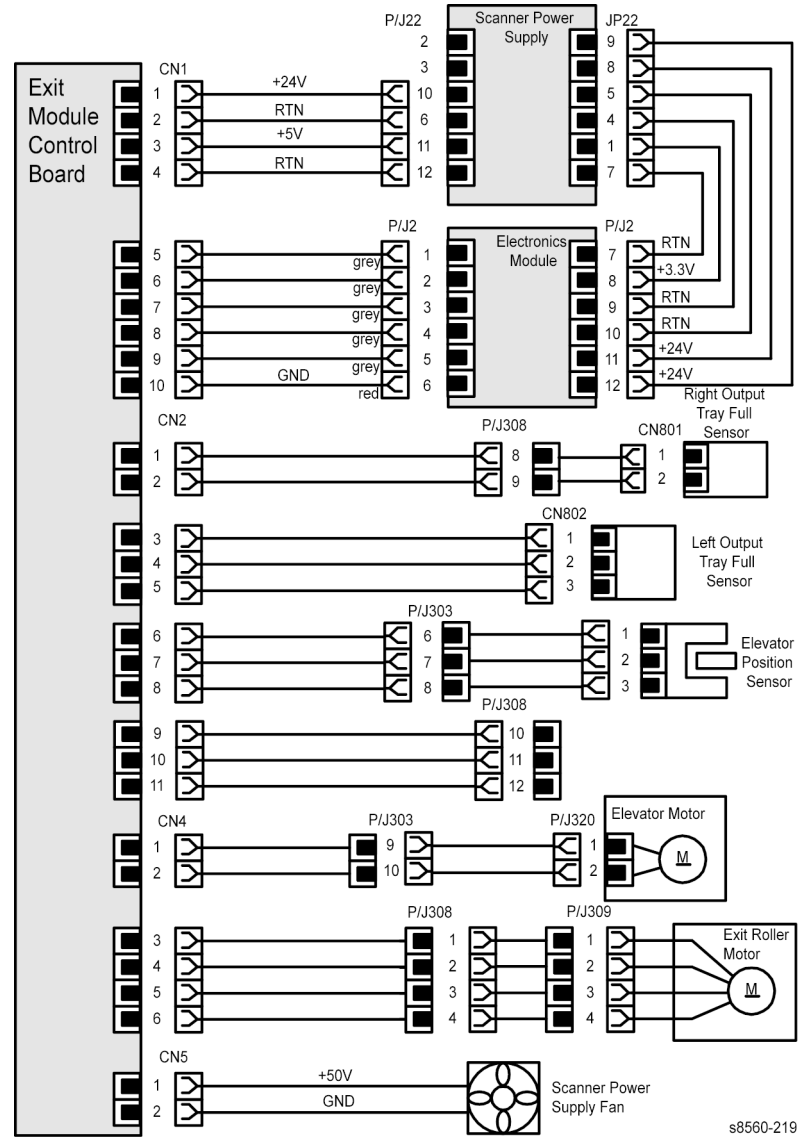 P/J22
Scanner Power
Supply
JP22
2
9
3
8
Exit
Module
Control
Board
CN1
1
+24V
10
5
2
RTN
6
4
3
+5V
11
1
4
RTN
12
7
P/J2
Electronics
Module
P/J2
5
grey
1
7
RTN
6
grey
2
8
+3.3V
7
grey
3
9
RTN
8
grey
4
10
RTN
9
grey
5
11
+24V
10
GND
red
6
12
+24V
Right Output
Tray Full
Sensor
CN2
P/J308
CN801
1
8
1
2
9
2
CN802
3
1
4
2
5
3
Left Output
Tray Full
Sensor
P/J303
6
6
1
7
7
2
8
8
3
Elevator
Position
Sensor
P/J308
9
10
10
11
11
12
CN4
P/J303
P/J320
Elevator Motor
1
9
1
2
10
2
M
P/J308
P/J309
Exit Roller
Motor
3
1
1
4
2
2
5
3
3
6
4
4
M
CN5
1
+50V
2
GND
Scanner Power
Supply Fan
s8560-219